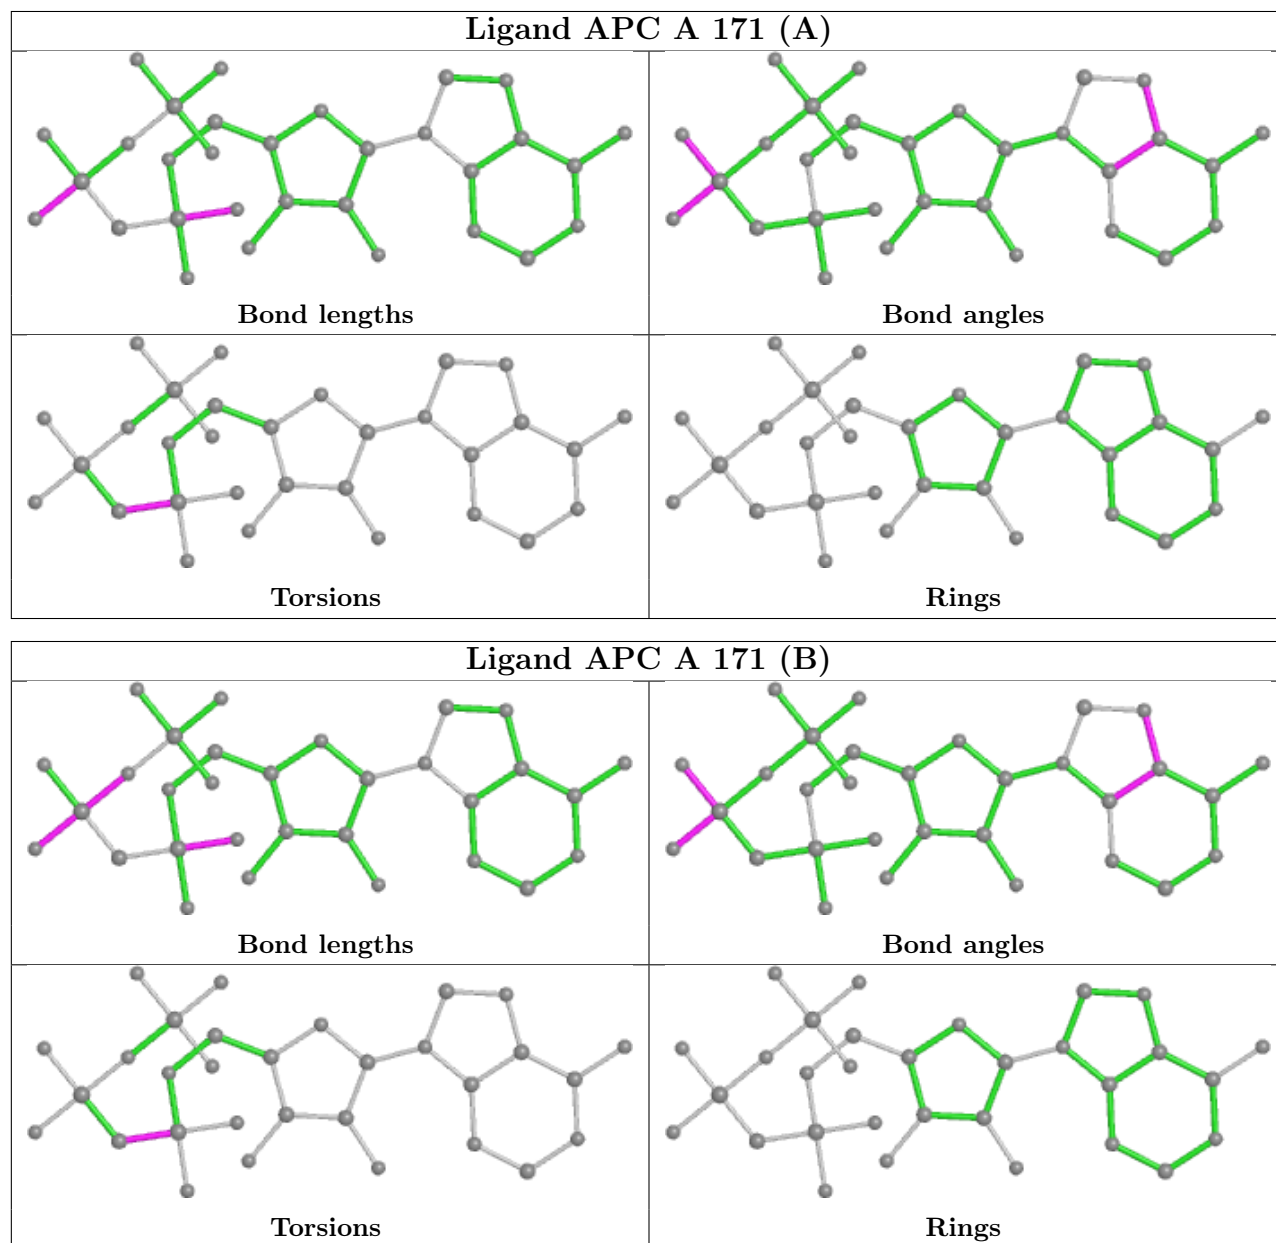 Ligand APC A 171 (A)
Bond lengths
Bond angles
Torsions
Rings
Ligand APC A 171 (B)
Bond lengths
Bond angles
Torsions
Rings